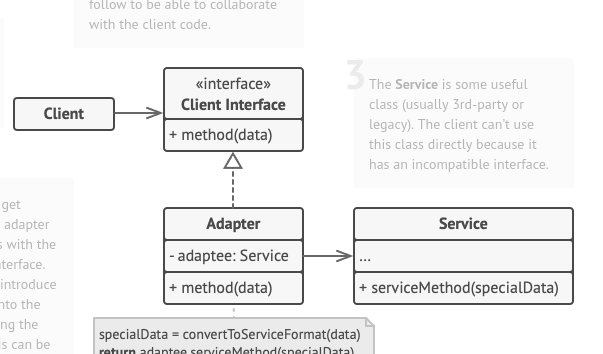 follow to be able to collaborate
with the client code.
«interface»
Client Interface
+ method(data)
Client
3
The Service is some useful
class (usually 3rd-party or
legacy). The client can't use
this class directly because it
has an incompatible interface.
get
adapter
s with the
nterface.
introduce
nto the
ng the
is can be
Adapter
- adaptee: Service
+ method(data)
Service
...
+ serviceMethod(specialData)
specialData = convertToServiceFormat(data)
return adaptee.serviceMethod(specialData)